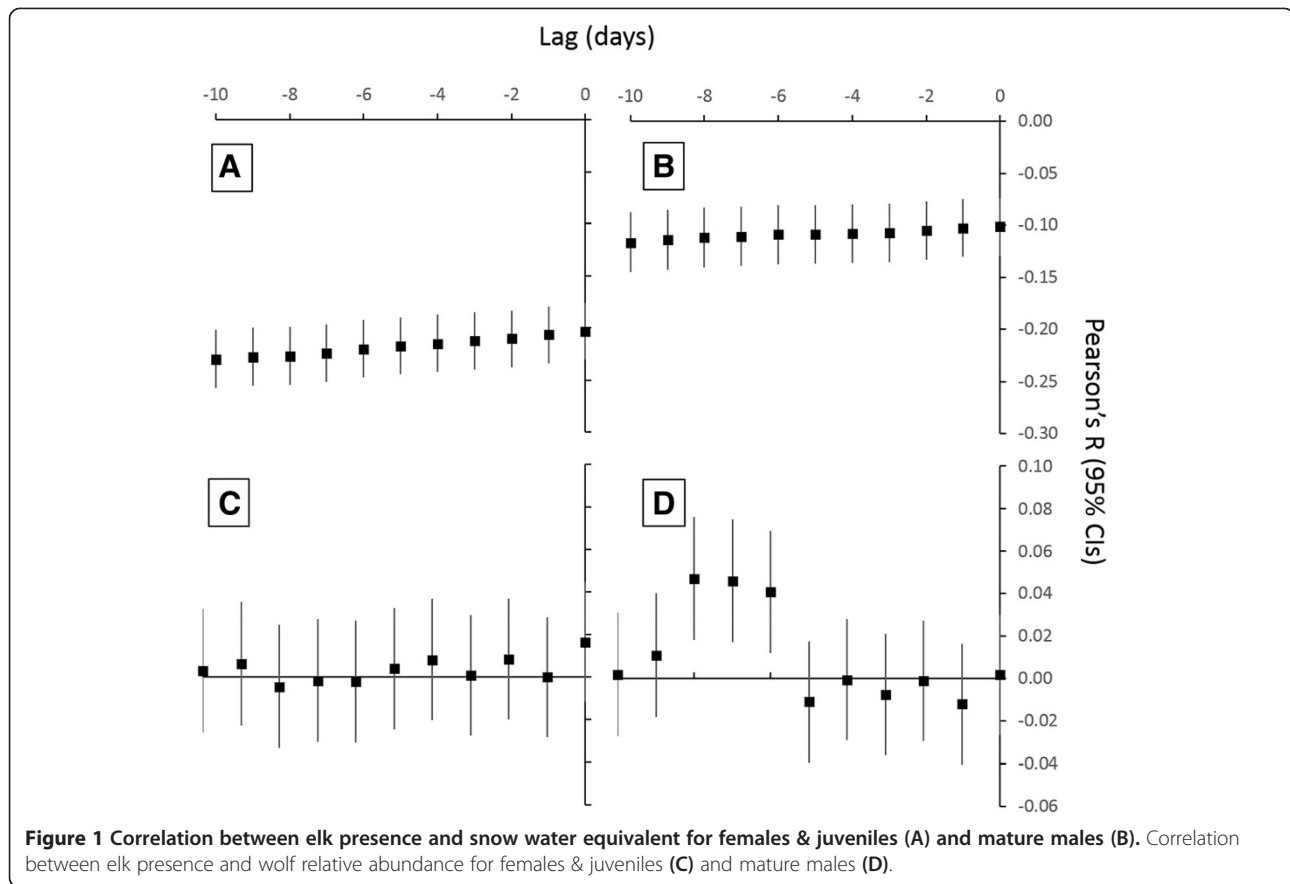 Lag (days)
-10 -8 -6 -4 -2 0 -10 -8 -6 -4 -2 0
0.00
A B
-0.05
-0.10
-0.15
-0.20
-0.25
-0.30
Pearson's R (95% CIs)
C D
0.10
0.08
0.06
0.04
0.02
0.00
-0.02
-0.04
-0.06
Figure 1 Correlation between elk presence and snow water equivalent for females & juveniles (A) and mature males (B). Correlation
between elk presence and wolf relative abundance for females & juveniles (C) and mature males (D).